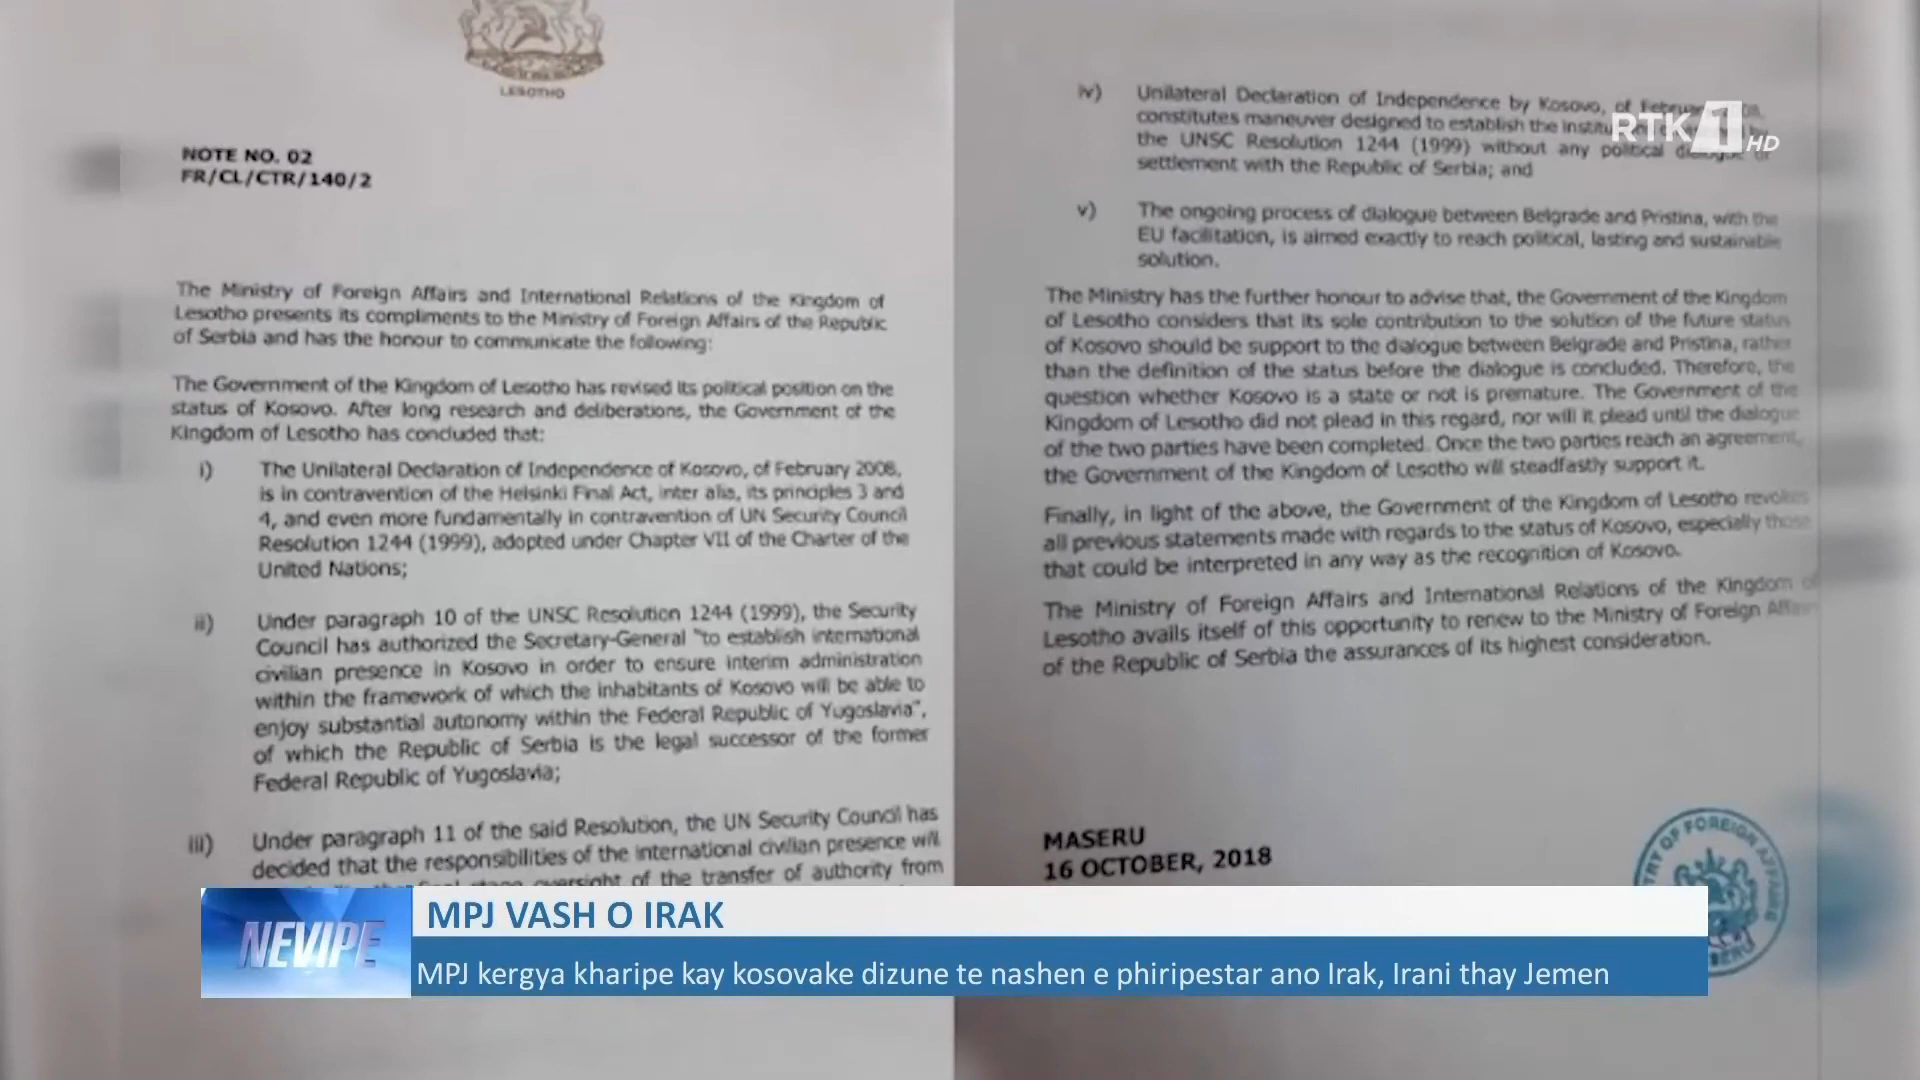 LESOTHO
NOTE NO. 02
FR/CL/CTR/140/2
The Ministry of Foreign Affairs and International Relations of the Kingdom of
Lesotho presents its compliments to the Ministry of Foreign Affairs of the Republic
of Serbia and has the honour to communicate the following:
The Government of the Kingdom of Lesotho has revised its political position on the
status of Kosovo. After long research and deliberations, the Government of the
Kingdom of Lesotho has concluded that:
i) The Unilateral Declaration of Independence of Kosovo, of February 2008,
is in contravention of the Helsinki Final Act, inter alia, its principles 3 and
4, and even more fundamentally in contravention of UN Security Council
Resolution 1244 (1999), adopted under Chapter VII of the Charter of the
United Nations;
ii) Under paragraph 10 of the UNSC Resolution 1244 (1999), the Security
Council has authorized the Secretary-General "to establish international
civilian presence in Kosovo in order to ensure interim administration
within the framework of which the inhabitants of Kosovo will be able to
enjoy substantial autonomy within the Federal Republic of Yugoslavia",
of which the Republic of Serbia is the legal successor of the former
Federal Republic of Yugoslavia;
iii) Under paragraph 11 of the said Resolution, the UN Security Council has
decided that the responsibilities of the international civilian presence will
oversight of the transfer of authority from
iv) Unilateral Declaration of Independence by Kosovo, of
constitutes maneuver designed to establish the
the UNSC Resolution 1244 (1999) without any political
settlement with the Republic of Serbia; and
v) The ongoing process of dialogue between Belgrade and Pristina, with the
EU facilitation, is aimed exactly to reach political, lasting and sustainable
solution.
The Ministry has the further honour to advise that, the Government of the Kingdom
of Lesotho considers that its sole contribution to the solution of the future status
of Kosovo should be support to the dialogue between Belgrade and Pristina, rather
than the definition of the status before the dialogue is concluded. Therefore, the
question whether Kosovo is a state or not is premature. The Government of the
Kingdom of Lesotho did not plead in this regard, nor will it plead until the dialogue
of the two parties have been completed. Once the two parties reach an agreement,
the Government of the Kingdom of Lesotho will steadfastly support it.
Finally, in light of the above, the Government of the Kingdom of Lesotho revokes
all previous statements made with regards to the status of Kosovo, especially those
that could be interpreted in any way as the recognition of Kosovo.
The Ministry of Foreign Affairs and International Relations of the Kingdom of
Lesotho avails itself of this opportunity to renew to the Ministry of Foreign Affairs
of the Republic of Serbia the assurances of its highest consideration.
MASERU
16 OCTOBER, 2018
OF FOREIGN AFFAIRS
RTK 1 HD
NEVIPE
MPJ VASH O IRAK
MPJ kergya kharipe kay kosovake dizune te nashen e phiripestar ano Irak, Irani thay Jemen